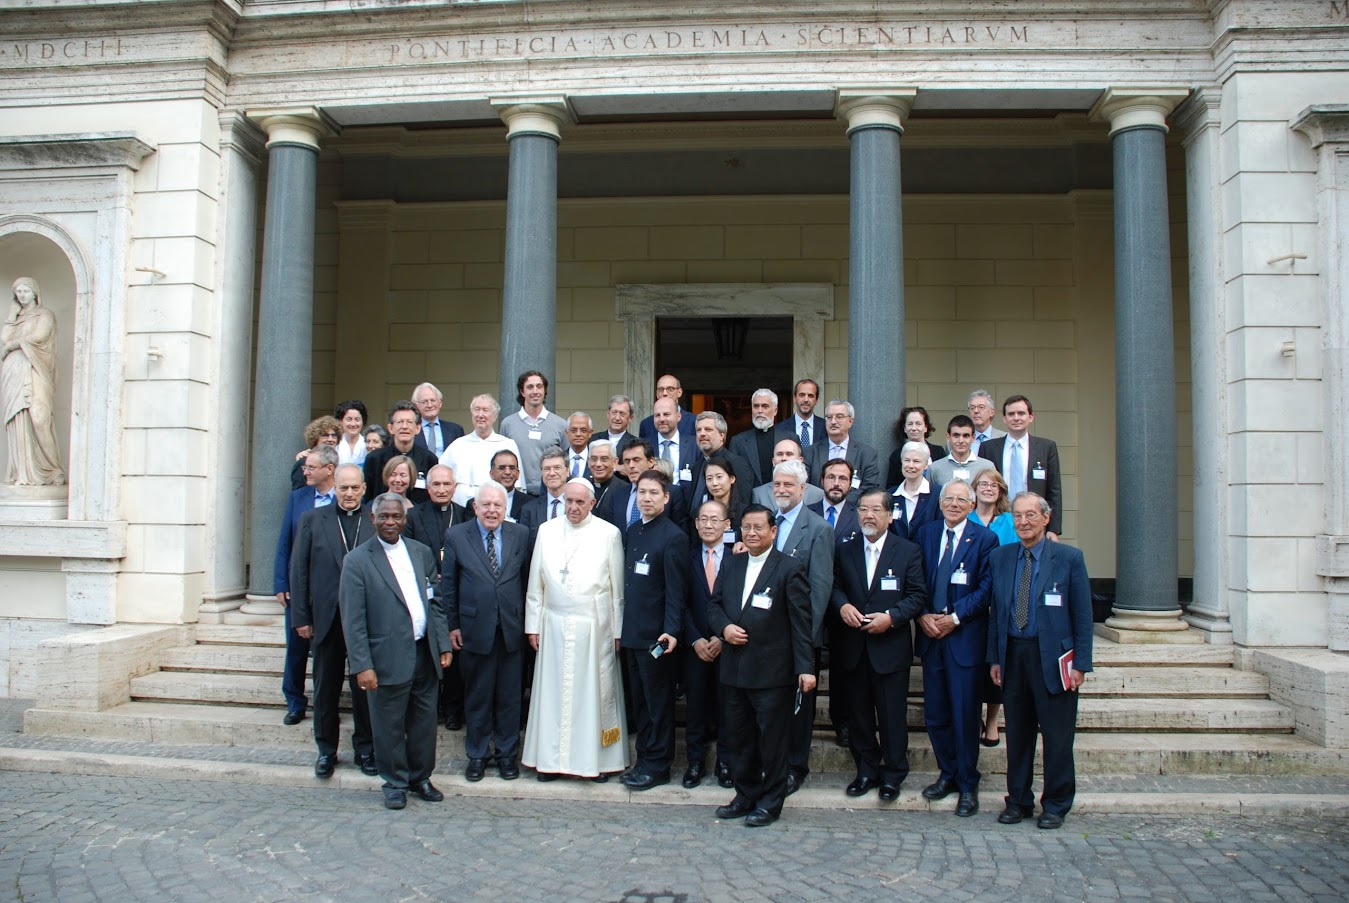 · MDCIII
PONTIFICIA · ACADEMIA · SCIENTIARVM
M